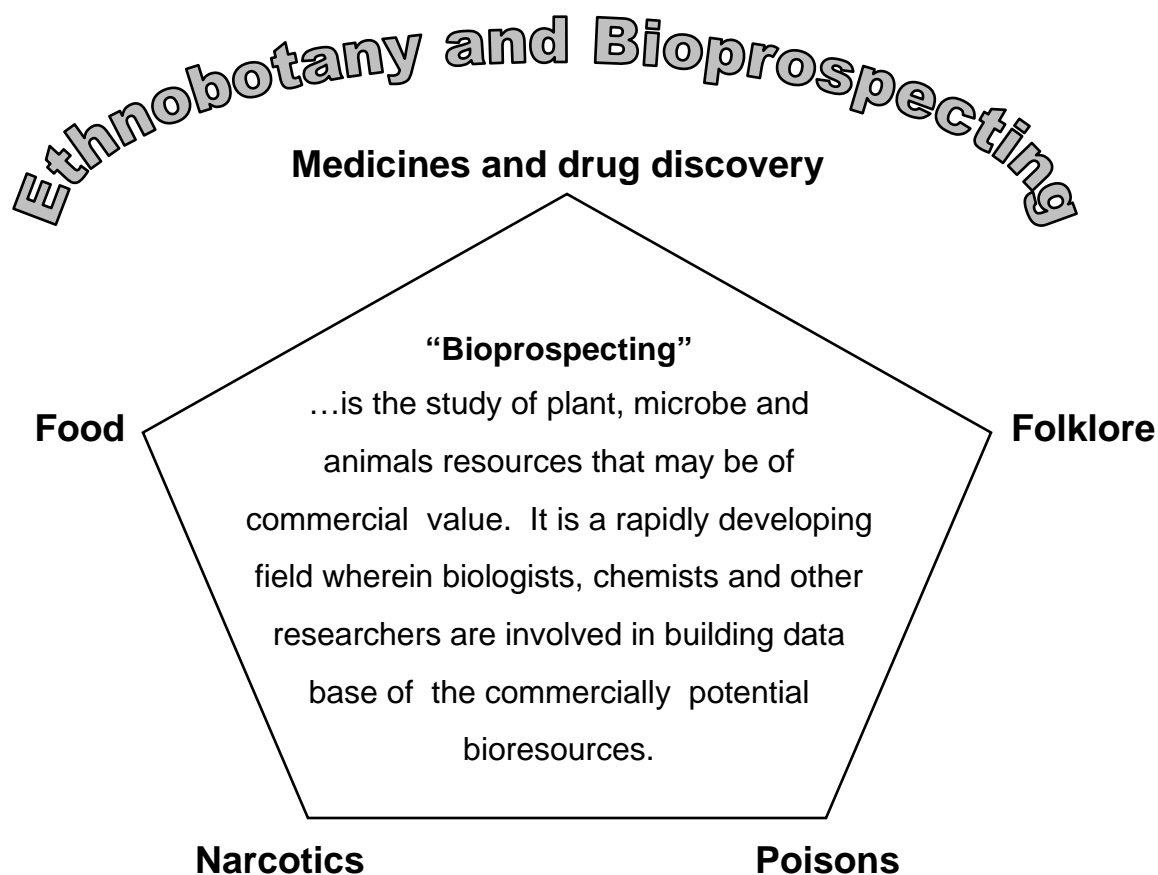 Ethnobotany and Bioprospecting
Medicines and drug discovery
“Bioprospecting”
…is the study of plant, microbe and
animals resources that may be of
commercial  value.  It is a rapidly developing
field wherein biologists, chemists and other
researchers are involved in building data
base of  the commercially  potential
bioresources.
Food
Folklore
Narcotics
Poisons